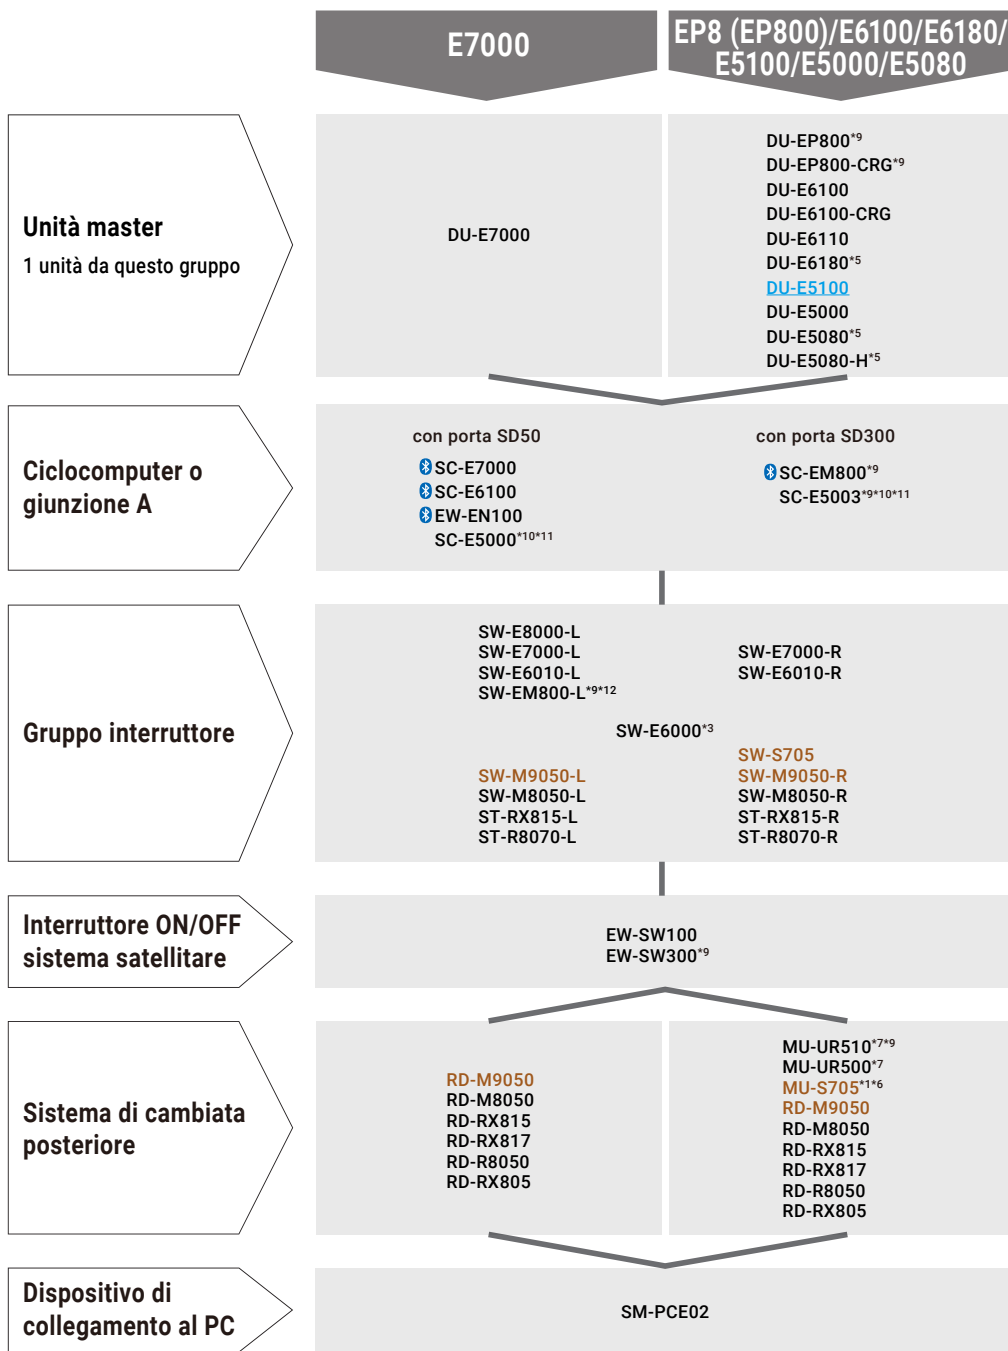 E7000
EP8 (EP800)/E6100/E6180/
E5100/E5000/E5080
Unità master
1 unità da questo gruppo
DU-E7000
DU-EP800*9
DU-EP800-CRG*9
DU-E6100
DU-E6100-CRG
DU-E6110
DU-E6180*5
DU-E5100
DU-E5000
DU-E5080*5
DU-E5080-H*5
Ciclocomputer o
giunzione A
con porta SD50
SC-E7000
SC-E6100
EW-EN100
SC-E5000*10*11
con porta SD300
SC-EM800*9
SC-E5003*9*10*11
Gruppo interruttore
SW-E8000-L
SW-E7000-L
SW-E6010-L
SW-EM800-L*9*12
SW-E7000-R
SW-E6010-R
SW-E6000*3
SW-M9050-L
SW-M8050-L
ST-RX815-L
ST-R8070-L
SW-S705
SW-M9050-R
SW-M8050-R
ST-RX815-R
ST-R8070-R
Interruttore ON/OFF
sistema satellitare
EW-SW100
EW-SW300*9
Sistema di cambiata
posteriore
RD-M9050
RD-M8050
RD-RX815
RD-RX817
RD-R8050
RD-RX805
MU-UR510*7*9
MU-UR500*7
MU-S705*1*6
RD-M9050
RD-M8050
RD-RX815
RD-RX817
RD-R8050
RD-RX805
Dispositivo di
collegamento al PC
SM-PCE02